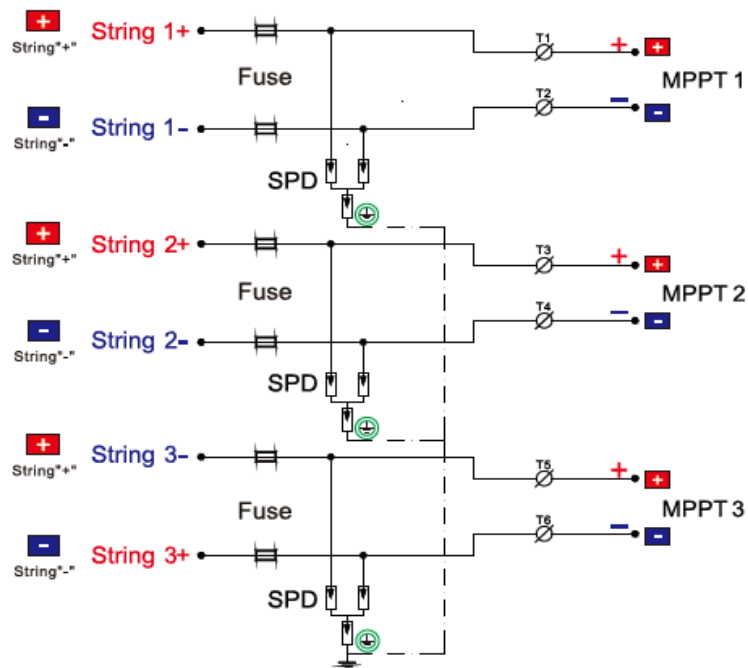 + String 1+ T1 + +
String"+" Fuse MPPT 1
- String 1- T2 - -
String"-"
SPD
+ String 2+ T3 + +
String"+" Fuse MPPT 2
- String 2- T4 - -
String"-"
SPD
+ String 3- T5 + +
String"+" Fuse MPPT 3
- String 3+ T6 - -
String"-"
SPD